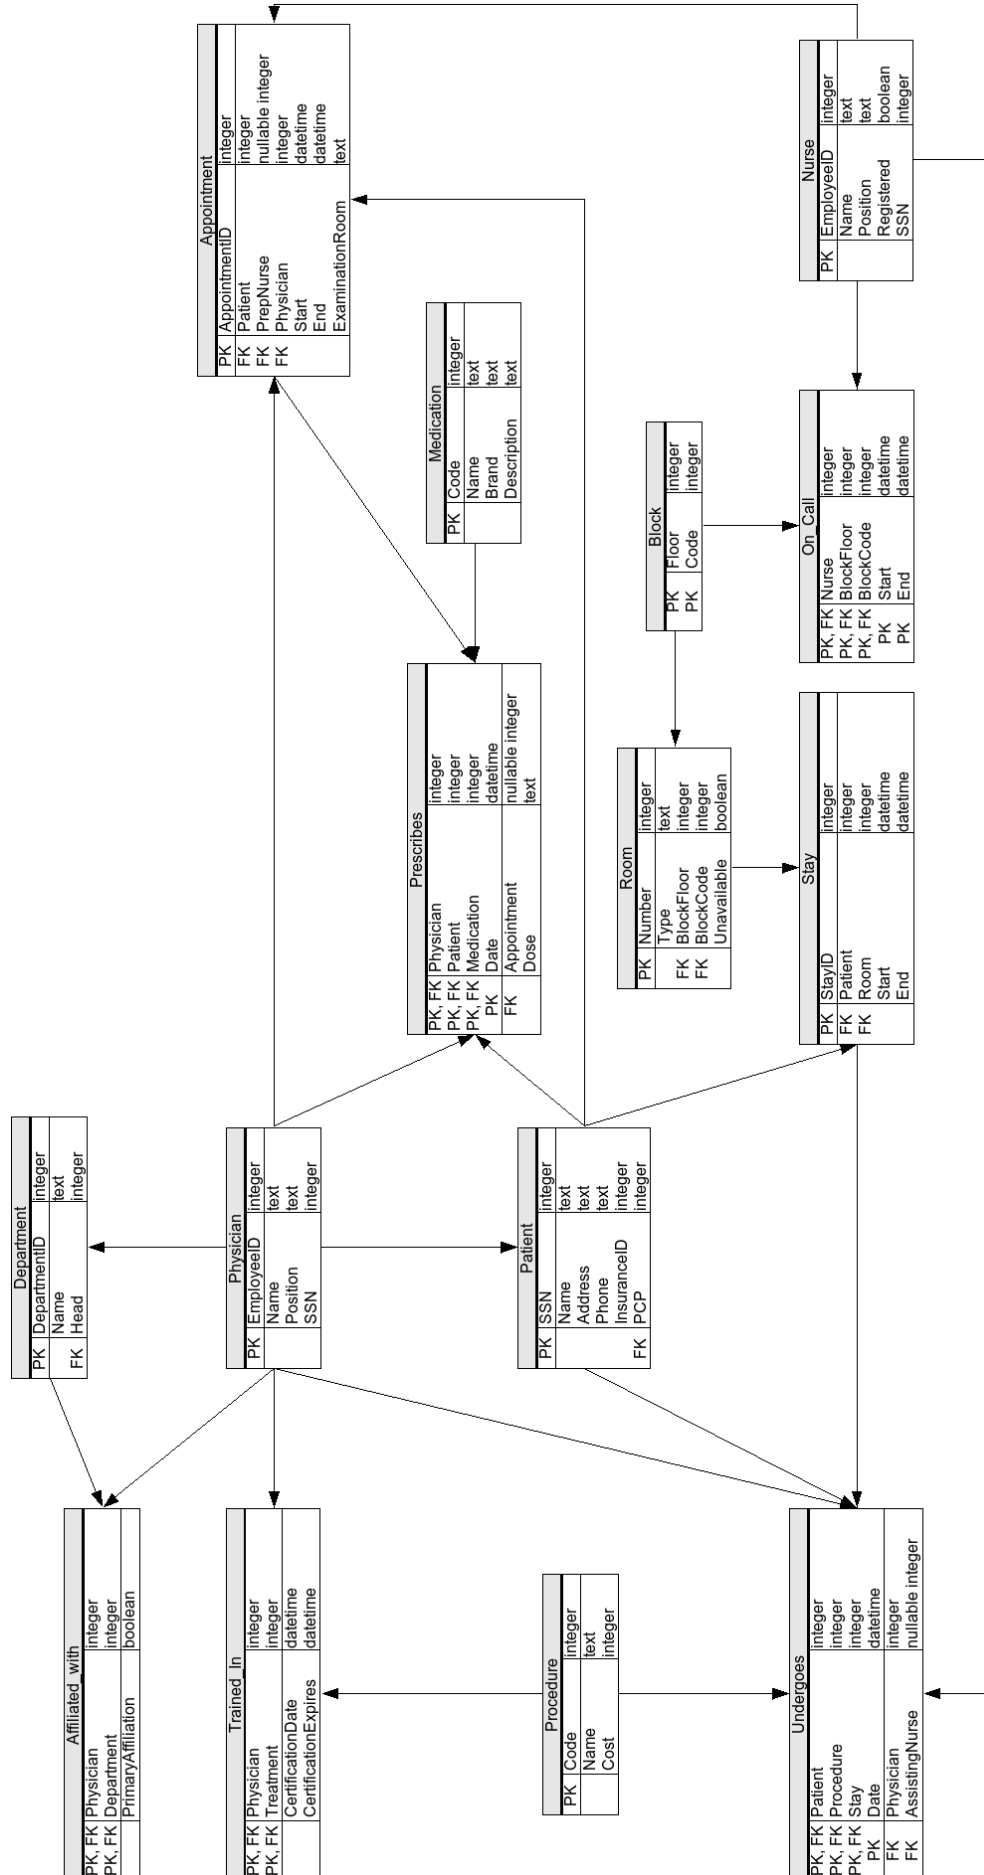 Affiliated_with
PK, FK Physician integer
PK, FK Department integer
PrimaryAffiliation boolean
Department
PK DepartmentID integer
Name text
FK Head integer
Trained_In
PK, FK Physician integer
PK, FK Treatment integer
CertificationDate datetime
CertificationExpires datetime
Physician
PK EmployeeID integer
Name text
Position text
SSN integer
Appointment
PK AppointmentID integer
FK Patient integer
FK PrepNurse nullable integer
FK Physician integer
Start datetime
End datetime
ExaminationRoom text
Prescribes
PK, FK Physician integer
PK, FK Patient integer
PK, FK Medication integer
PK Date datetime
FK Appointment nullable integer
Dose text
Medication
PK Code integer
Name text
Brand text
Description text
Procedure
PK Code integer
Name text
Cost integer
Patient
PK SSN integer
Name text
Address text
Phone text
InsuranceID integer
FK PCP integer
Room
PK Number integer
Type text
FK BlockFloor integer
FK BlockCode integer
Unavailable boolean
Block
PK Floor integer
PK Code integer
Undergoes
PK, FK Patient integer
PK, FK Procedure integer
PK, FK Stay integer
PK Date datetime
FK Physician integer
FK AssistingNurse nullable integer
Stay
PK StayID integer
FK Patient integer
FK Room integer
Start datetime
End datetime
On_Call
PK, FK Nurse integer
PK, FK BlockFloor integer
PK, FK BlockCode integer
PK Start datetime
PK End datetime
Nurse
PK EmployeeID integer
Name text
Position text
Registered boolean
SSN integer